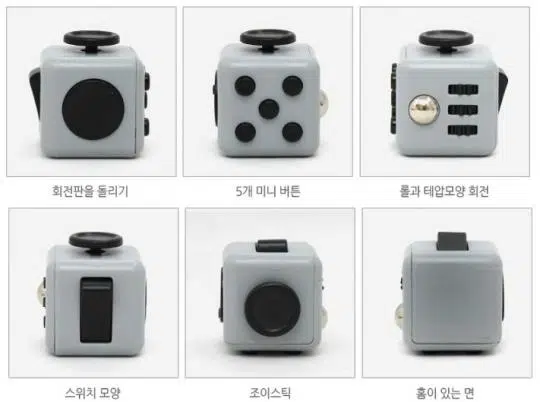 회전판을 돌리기
5개 미니 버튼
롤과 테압모양 회전
스위치 모양
조이스틱
홈이 있는 면